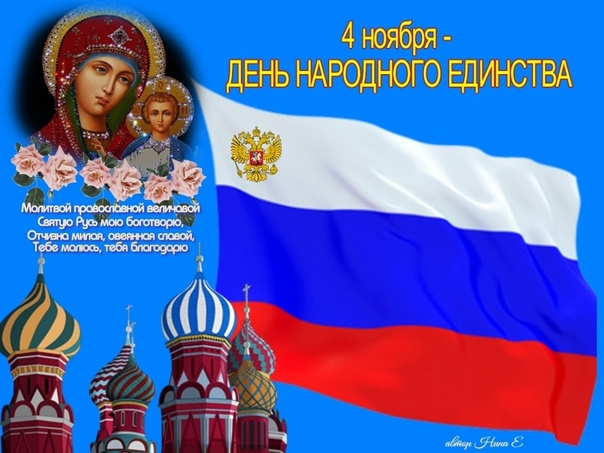 4 ноября -
ДЕНЬ НАРОДНОГО ЕДИНСТВА
Молитвой православной величавой
Святую Русь мою боготворю,
Отчизна милая, овеянная славой,
Тебе молюсь, тебя благодарю
автор Нина Е